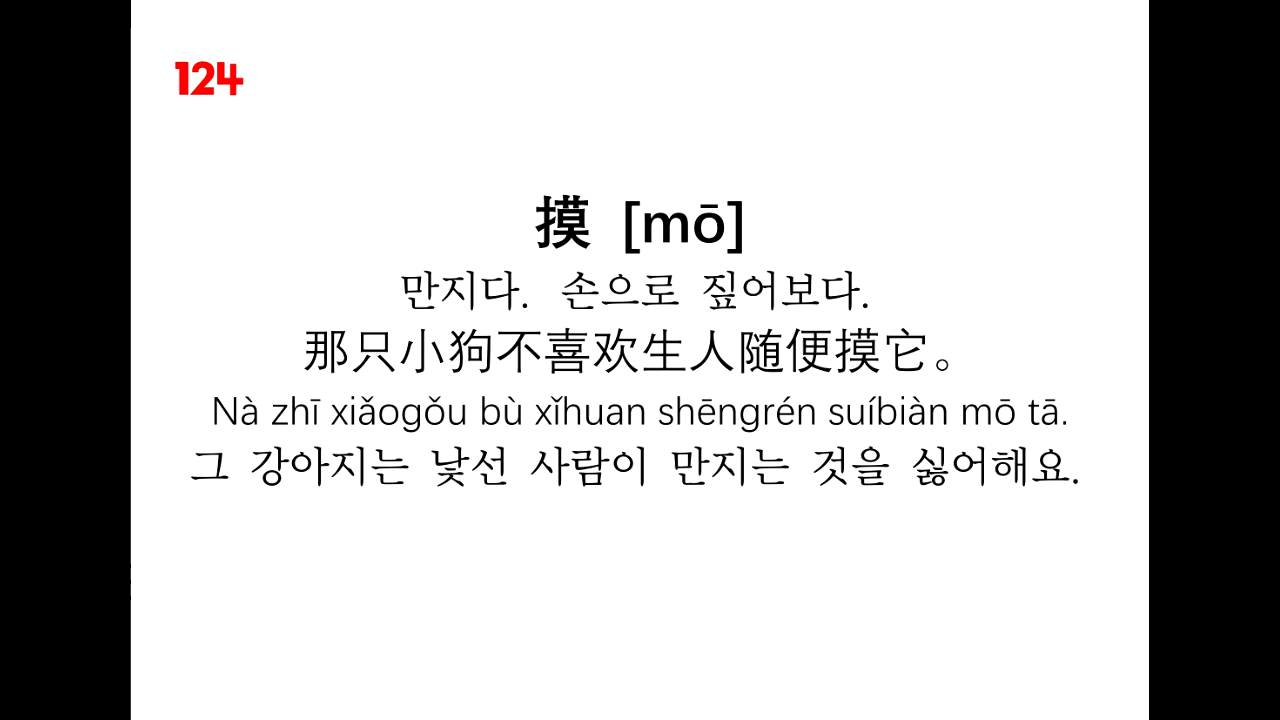 124
摸 [mō]
만지다. 손으로 짚어보다.
那只小狗不喜欢生人随便摸它。
Nà zhī xiǎogǒu bù xǐhuan shēngrén suíbiàn mō tā.
그 강아지는 낯선 사람이 만지는 것을 싫어해요.